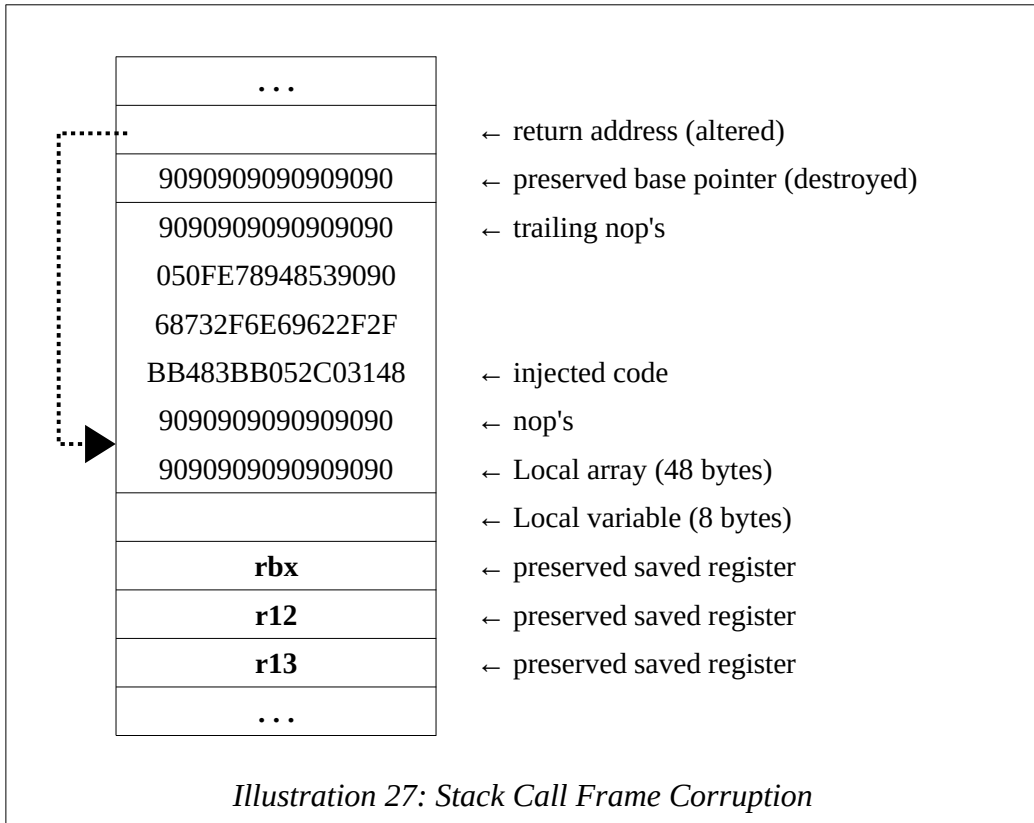 . . .
← return address (altered)
9090909090909090 ← preserved base pointer (destroyed)
9090909090909090 ← trailing nop's
050FE78948539090
68732F6E69622F2F
BB483BB052C03148 ← injected code
9090909090909090 ← nop's
9090909090909090 ← Local array (48 bytes)
← Local variable (8 bytes)
rbx ← preserved saved register
r12 ← preserved saved register
r13 ← preserved saved register
. . .
Illustration 27: Stack Call Frame Corruption